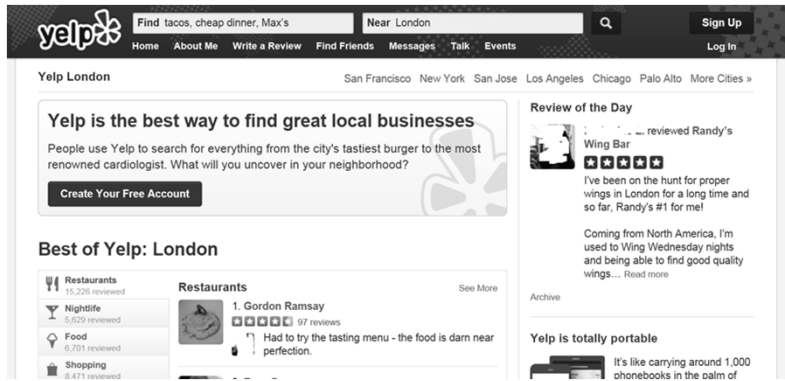 yelp
Find tacos, cheap dinner, Max's
Near London
Sign Up
Home About Me Write a Review Find Friends Messages Talk Events
Log In
Yelp London
San Francisco New York San Jose Los Angeles Chicago Palo Alto More Cities »
Yelp is the best way to find great local businesses
People use Yelp to search for everything from the city's tastiest burger to the most
renowned cardiologist. What will you uncover in your neighborhood?
Create Your Free Account
Best of Yelp: London
Restaurants
15,226 reviewed
Nightlife
5,629 reviewed
Food
6,701 reviewed
Shopping
8,471 reviewed
Restaurants
See More
1. Gordon Ramsay
97 reviews
Had to try the tasting menu - the food is darn near
perfection.
Review of the Day
reviewed Randy's
Wing Bar
I've been on the hunt for proper
wings in London for a long time and
so far, Randy's #1 for me!
Coming from North America, I'm
used to Wing Wednesday nights
and being able to find good quality
wings… Read more
Archive
Yelp is totally portable
It's like carrying around 1,000
phonebooks in the palm of